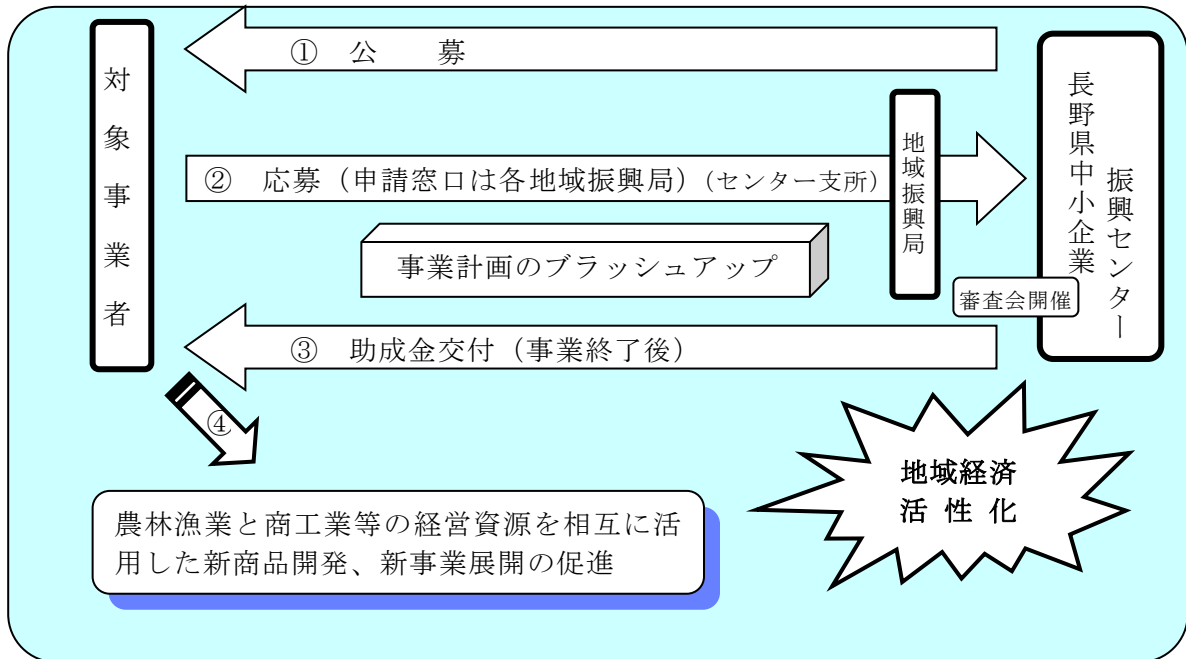 ① 公　　募
対象事業者
長野県中小企業
振興センター
地域振興局
② 応募（申請窓口は各地域振興局）（センター支所）
事業計画のブラッシュアップ
審査会開催
③ 助成金交付（事業終了後）
④
地域経済
活 性 化
農林漁業と商工業等の経営資源を相互に活
用した新商品開発、新事業展開の促進